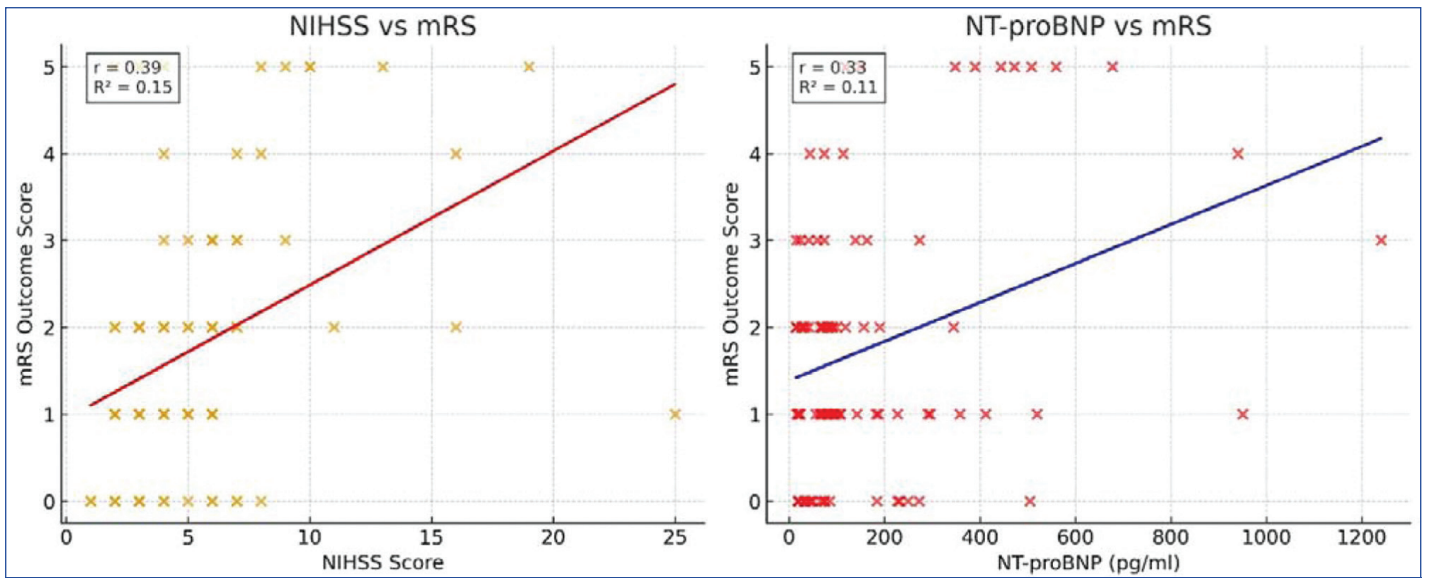 NIHSS vs mRS
r = 0.39
R² = 0.15
5
4
3
2
1
0
mRS Outcome Score
0 5 10 15 20 25
NIHSS Score
NT-proBNP vs mRS
r = 0.33
R² = 0.11
5
4
3
2
1
0
mRS Outcome Score
0 200 400 600 800 1000 1200
NT-proBNP (pg/ml)